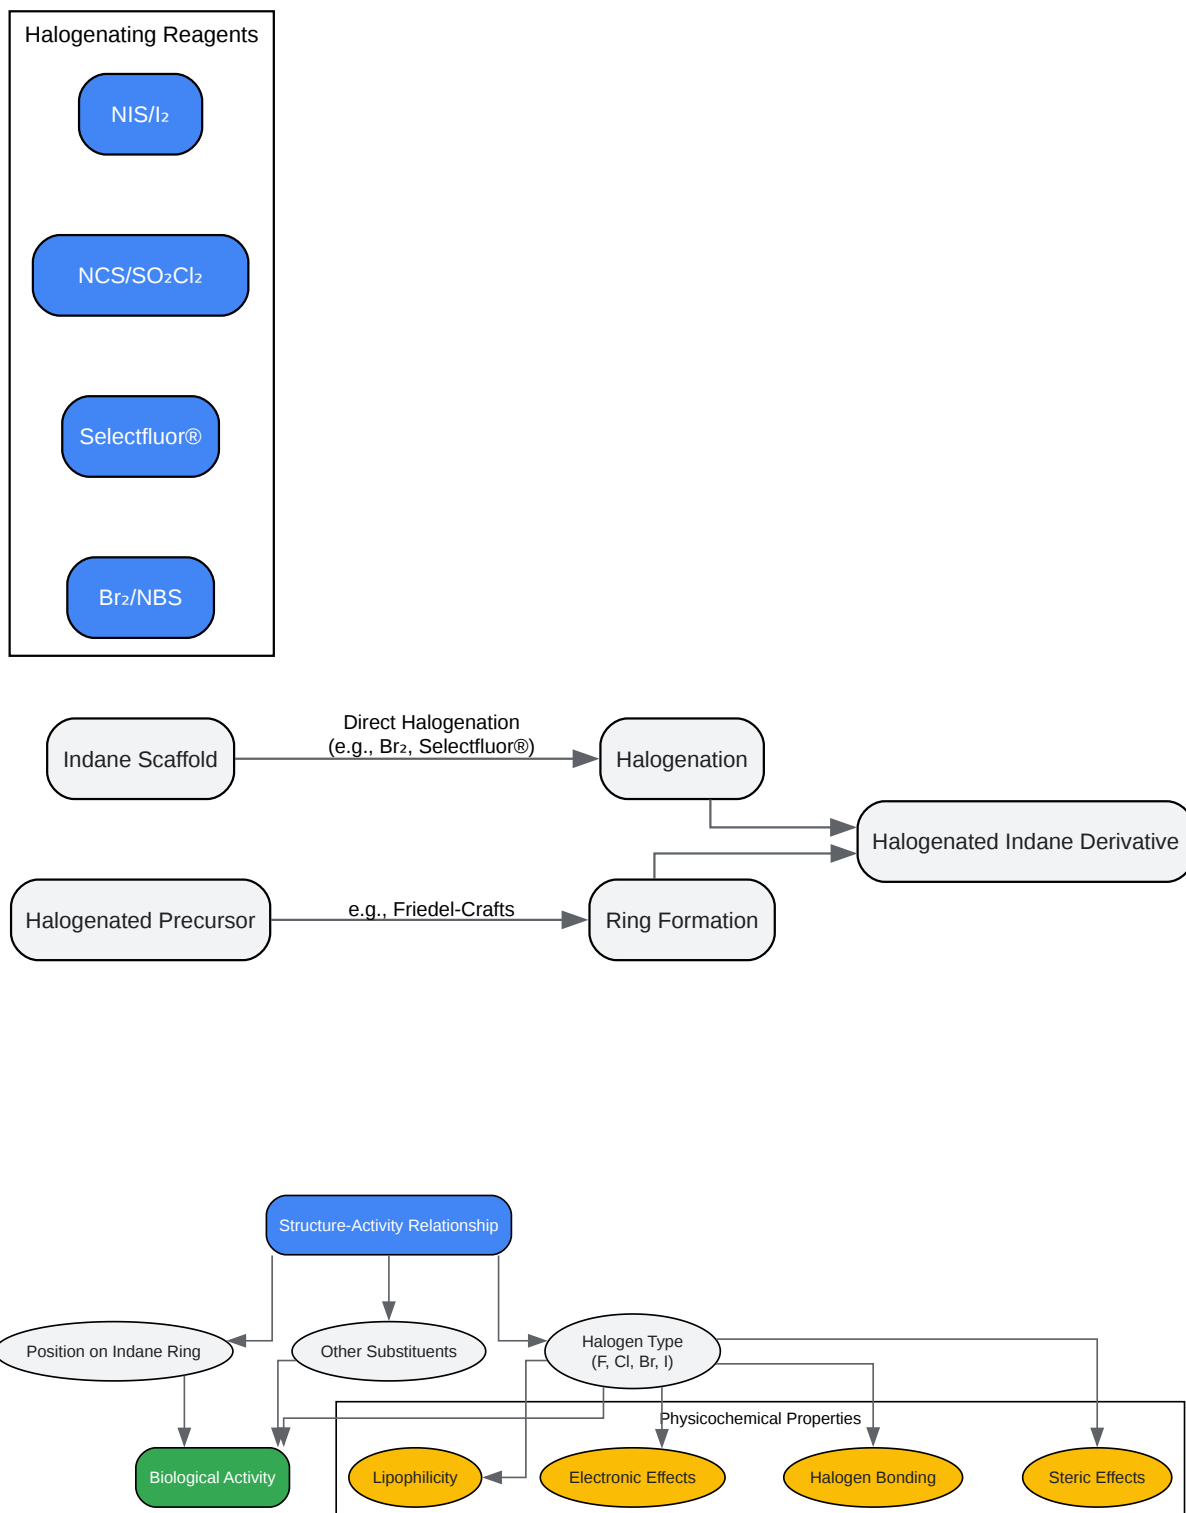 Halogenating Reagents
NIS/I₂
NCS/SO₂Cl₂
Selectfluor®
Br₂/NBS
Direct Halogenation
(e.g., Br₂, Selectfluor®)
Indane Scaffold
Halogenation
Halogenated Indane Derivative
Halogenated Precursor
e.g., Friedel-Crafts
Ring Formation
Structure-Activity Relationship
Position on Indane Ring
Other Substituents
Halogen Type
(F, Cl, Br, I)
Physicochemical Properties
Biological Activity
Lipophilicity
Electronic Effects
Halogen Bonding
Steric Effects